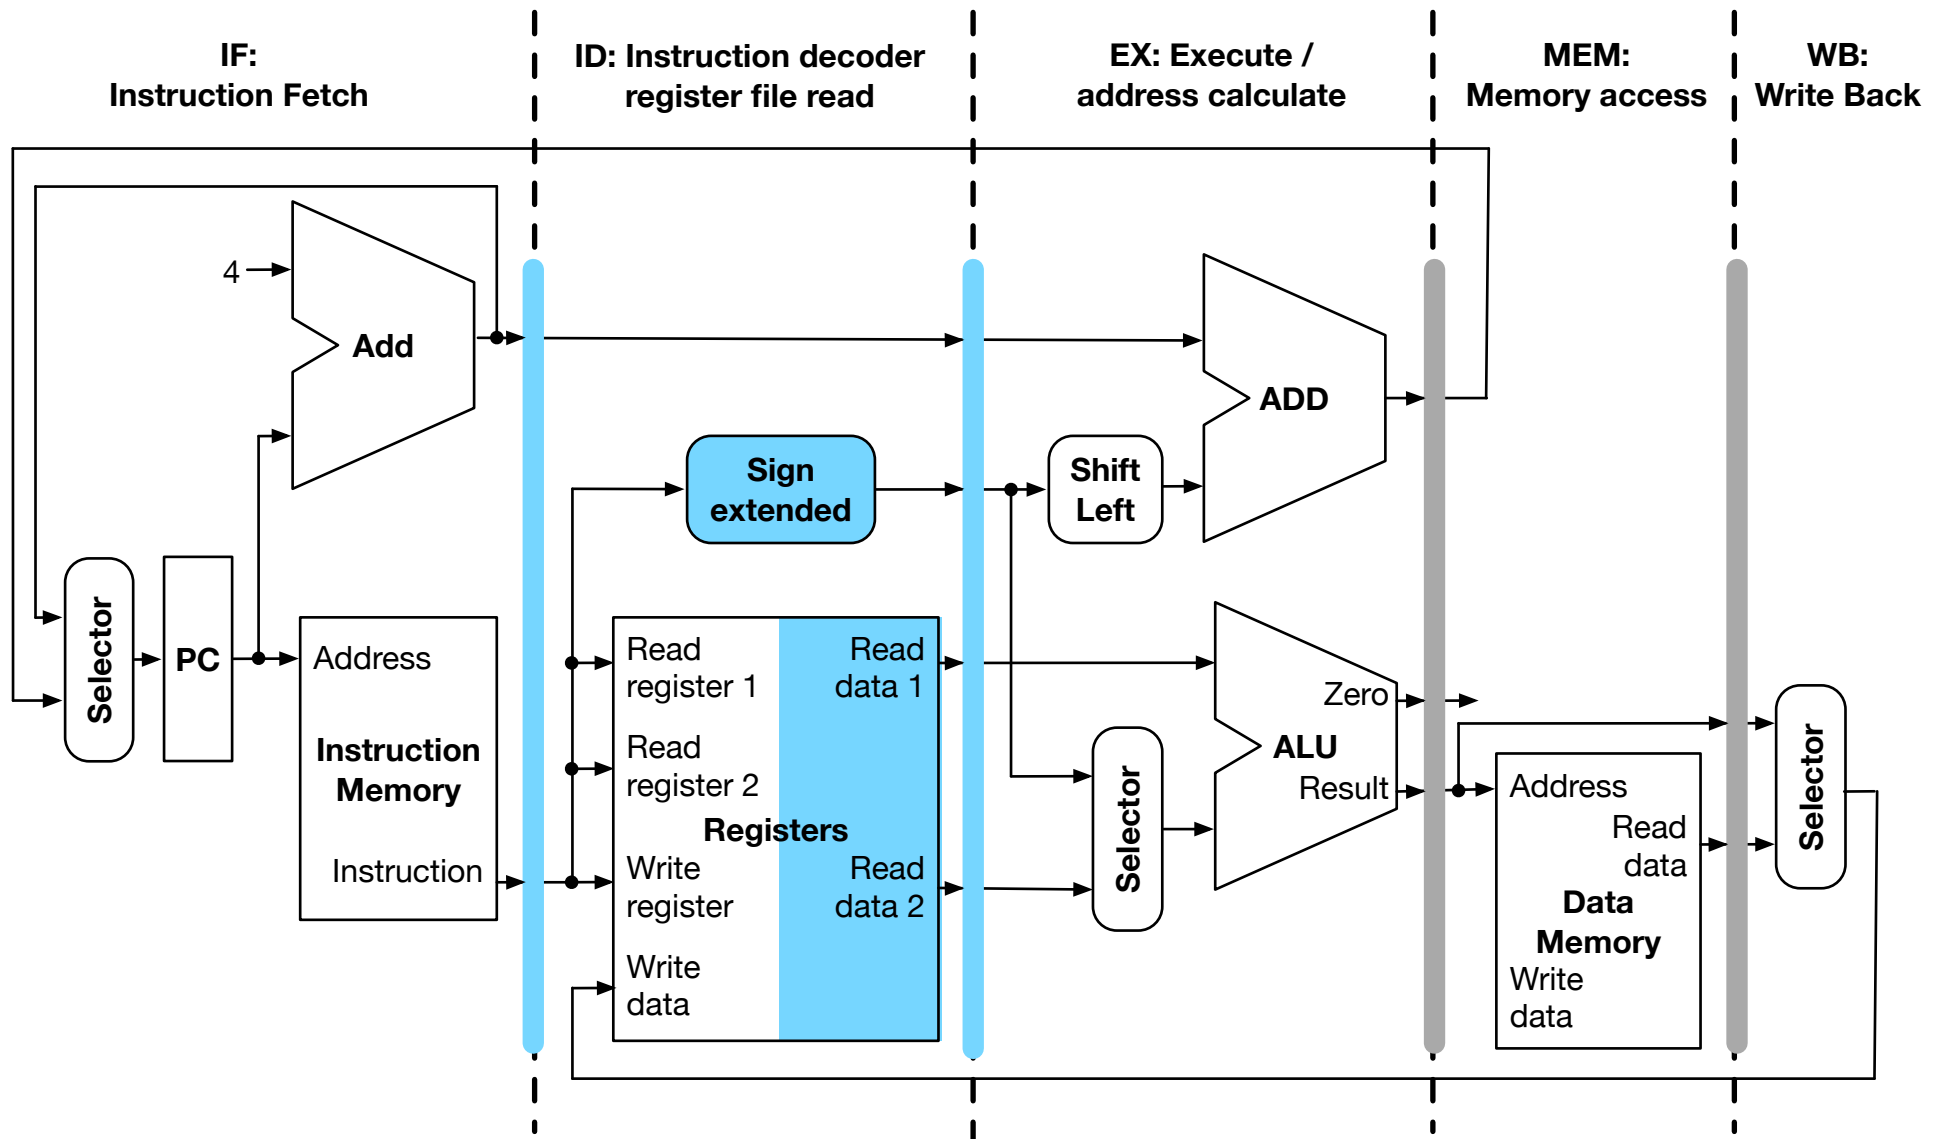 IF:
Instruction Fetch
ID: Instruction decoder
register file read
EX: Execute /
address calculate
MEM:
Memory access
WB:
Write Back
4
Add
ADD
Sign
extended
Shift
Left
Selector
PC
Address
Instruction
Memory
Instruction
Read
register 1
Read
data 1
Read
register 2
Registers
Write
register
Read
data 2
Write
data
Selector
Zero
ALU
Result
Address
Read
data
Data
Memory
Write
data
Selector